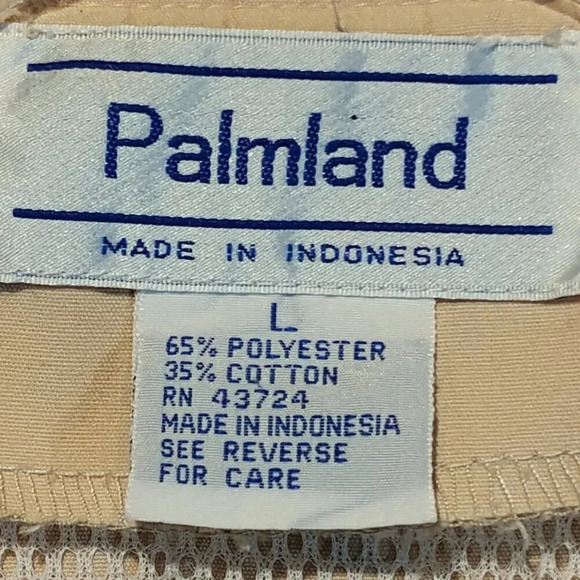 Palmland
MADE IN INDONESIA
L
65% POLYESTER
35% COTTON
RN 43724
MADE IN INDONESIA
SEE REVERSE
FOR CARE